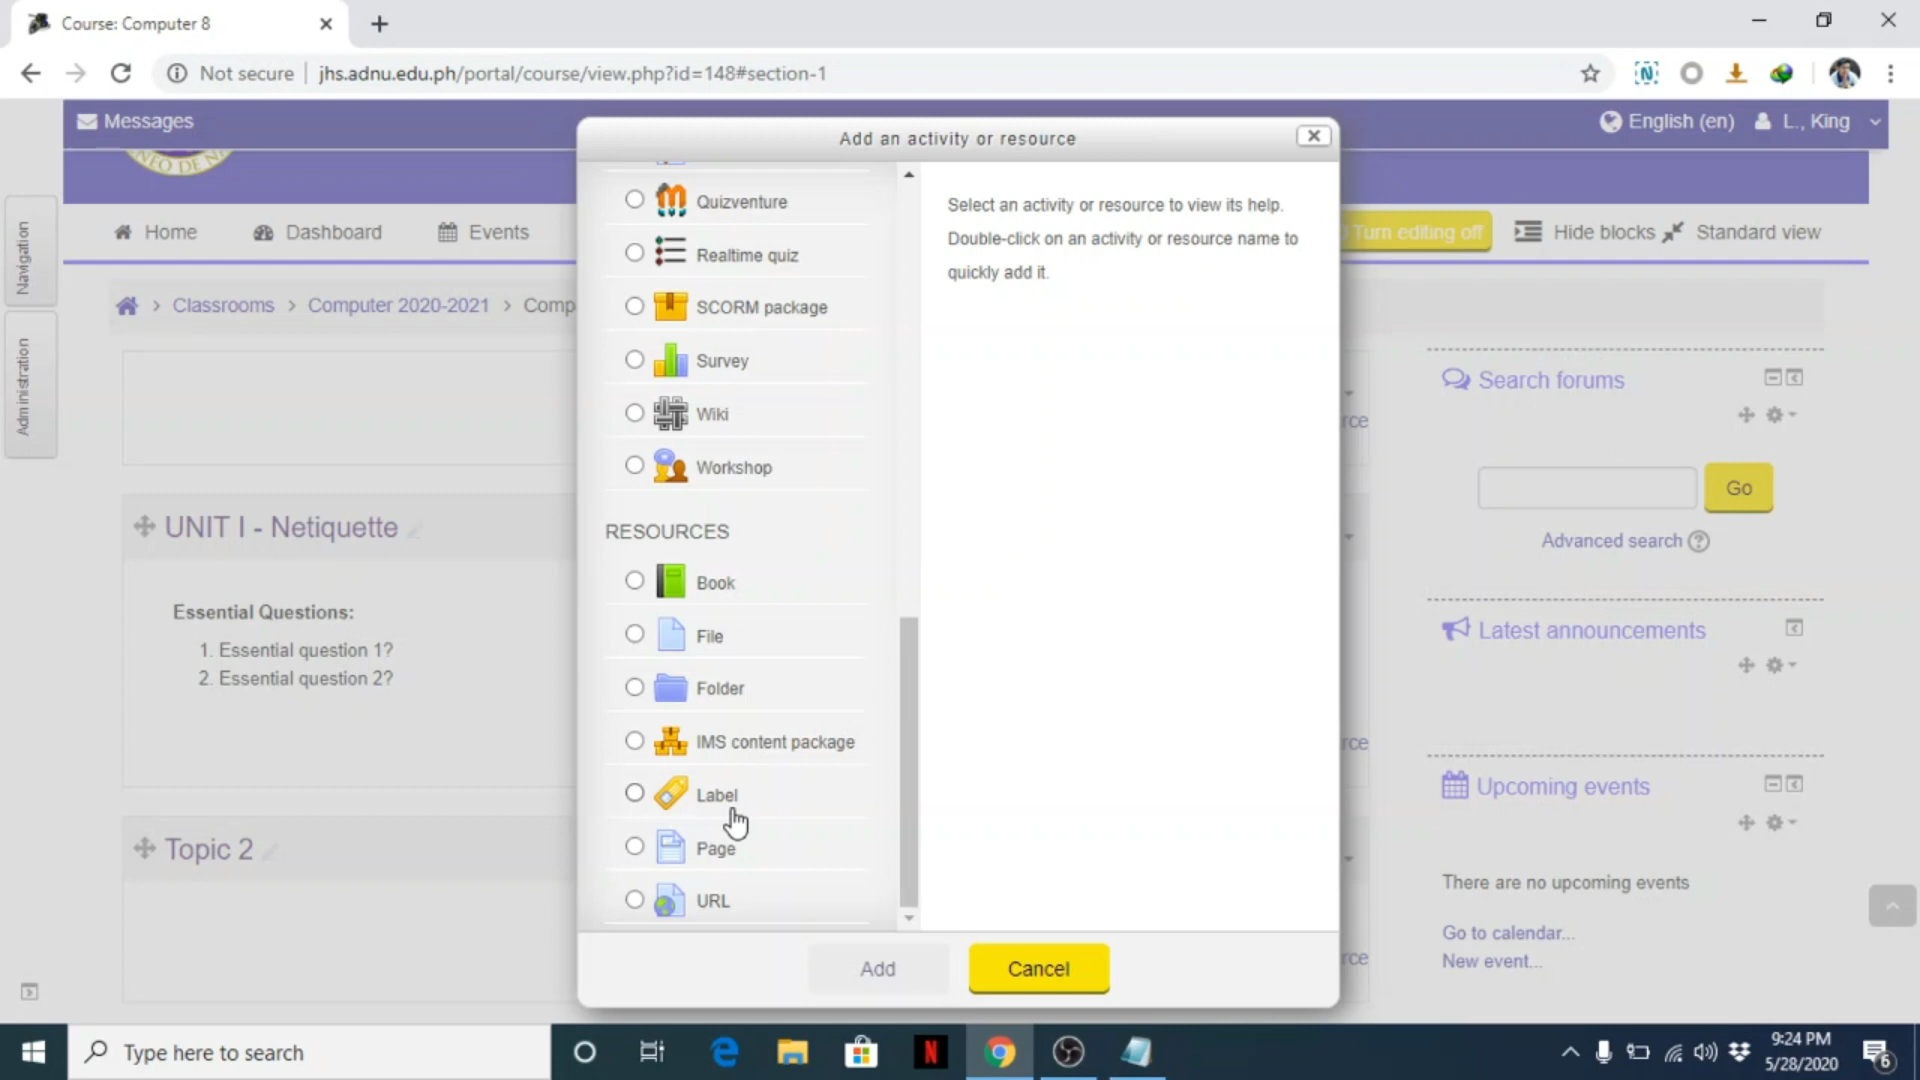 Course: Computer 8
Not secure
jhs.adnu.edu.ph/portal/course/view.php?id=148#section-1
Messages
English (en)
L., King
Navigation
Administration
Home
Dashboard
Events
Turn editing off
Hide blocks
Standard view
Classrooms > Computer 2020-2021 > Comp
UNIT I - Netiquette
Essential Questions:
1. Essential question 1?
2. Essential question 2?
Topic 2
Add an activity or resource
Quizventure
Realtime quiz
SCORM package
Survey
Wiki
Workshop
RESOURCES
Book
File
Folder
IMS content package
Label
Page
URL
Select an activity or resource to view its help.
Double-click on an activity or resource name to
quickly add it.
Add
Cancel
rce
rce
rce
Search forums
Go
Advanced search
Latest announcements
Upcoming events
There are no upcoming events
Go to calendar...
New event...
Type here to search
9:24 PM
5/28/2020
6